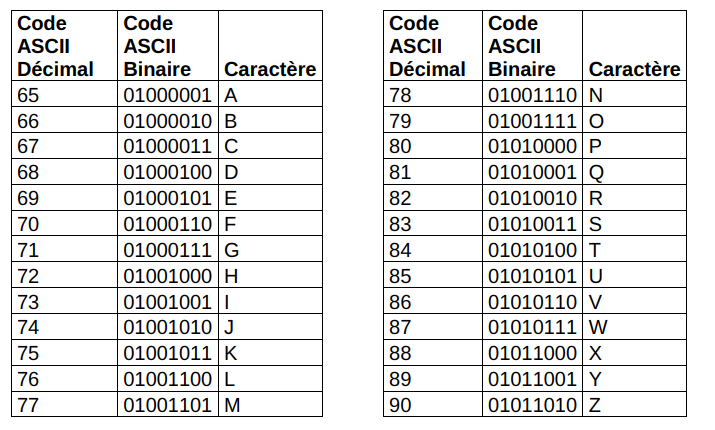 Code ASCII Décimal Code ASCII Binaire Caractère
65 01000001 A
66 01000010 B
67 01000011 C
68 01000100 D
69 01000101 E
70 01000110 F
71 01000111 G
72 01001000 H
73 01001001 I
74 01001010 J
75 01001011 K
76 01001100 L
77 01001101 M
Code ASCII Décimal Code ASCII Binaire Caractère
78 01001110 N
79 01001111 O
80 01010000 P
81 01010001 Q
82 01010010 R
83 01010011 S
84 01010100 T
85 01010101 U
86 01010110 V
87 01010111 W
88 01011000 X
89 01011001 Y
90 01011010 Z